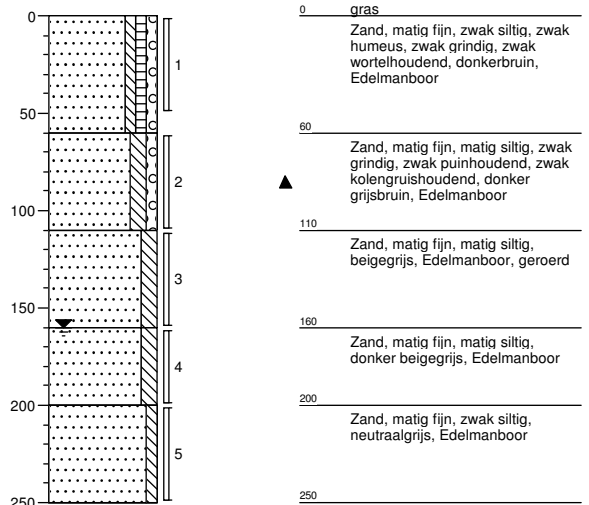 0
50
100
150
200
250
1
2
3
4
5
0
gras
Zand, matig fijn, zwak siltig, zwak
humeus, zwak grindig, zwak
wortelhoudend, donkerbruin,
Edelmanboor
60
Zand, matig fijn, matig siltig, zwak
grindig, zwak puinhoudend, zwak
kolengruishoudend, donker
grijsbruin, Edelmanboor
110
Zand, matig fijn, matig siltig,
beigegrijs, Edelmanboor, geroerd
160
Zand, matig fijn, matig siltig,
donker beigegrijs, Edelmanboor
200
Zand, matig fijn, zwak siltig,
neutraalgrijs, Edelmanboor
250